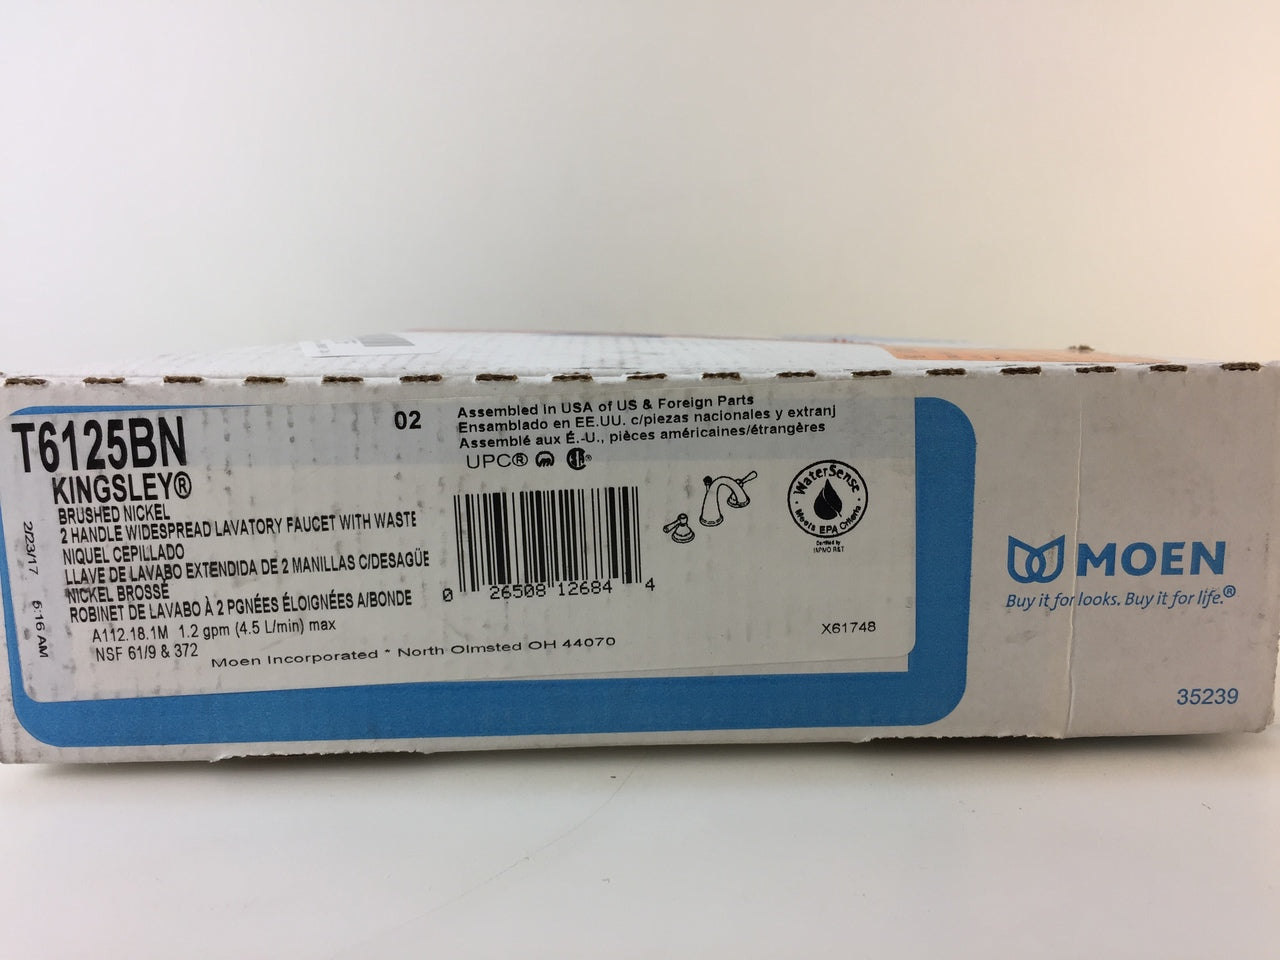 T6125BN
02
KINGSLEY®
BRUSHED NICKEL
2 HANDLE WIDESPREAD LAVATORY FAUCET WITH WASTE
NIQUEL CEPILLADO
LLAVE DE LAVABO EXTENDIDA DE 2 MANILLAS C/DESAGÜE
NICKEL BROSSÉ
ROBINET DE LAVABO À 2 PGNÉES ÉLOIGNÉES A/BONDE
A112.18.1M 1.2 gpm (4.5 L/min) max
NSF 61/9 & 372
Moen Incorporated * North Olmsted OH 44070
2/23/17 6:16 AM
Assembled in USA of US & Foreign Parts
Ensamblado en EE.UU. c/piezas nacionales y extranj
Assemblé aux É.-U., pièces américaines/étrangères
UPC®
0 26508 12684 4
WaterSense
Meets EPA Criteria
Certified by
IAPMO R&T
X61748
MOEN
Buy it for looks. Buy it for life.®
35239